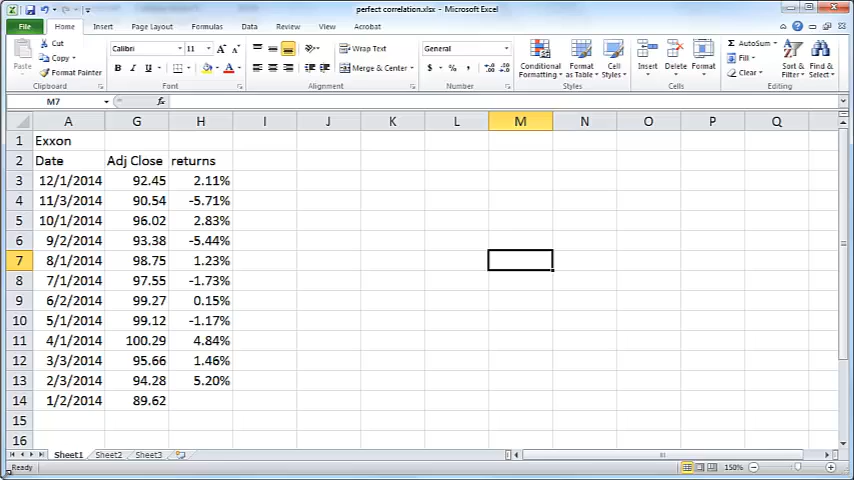 perfect correlation.xlsx - Microsoft Excel
File Home Insert Page Layout Formulas Data Review View Acrobat
Paste Cut Copy Format Painter Clipboard
Calibri 11 A A B I U A Font
Wrap Text Merge & Center Alignment
General $ % , Number
Conditional Formatting Format as Table Cell Styles Styles
Insert Delete Format Cells
Σ AutoSum Fill Clear Sort & Filter Find & Select Editing
M7 fx
A G H I J K L M N O P Q
1 Exxon
2 Date Adj Close returns
3 12/1/2014 92.45 2.11%
4 11/3/2014 90.54 -5.71%
5 10/1/2014 96.02 2.83%
6 9/2/2014 93.38 -5.44%
7 8/1/2014 98.75 1.23%
8 7/1/2014 97.55 -1.73%
9 6/2/2014 99.27 0.15%
10 5/1/2014 99.12 -1.17%
11 4/1/2014 100.29 4.84%
12 3/3/2014 95.66 1.46%
13 2/3/2014 94.28 5.20%
14 1/2/2014 89.62
15
16
Sheet1 Sheet2 Sheet3
Ready 150%